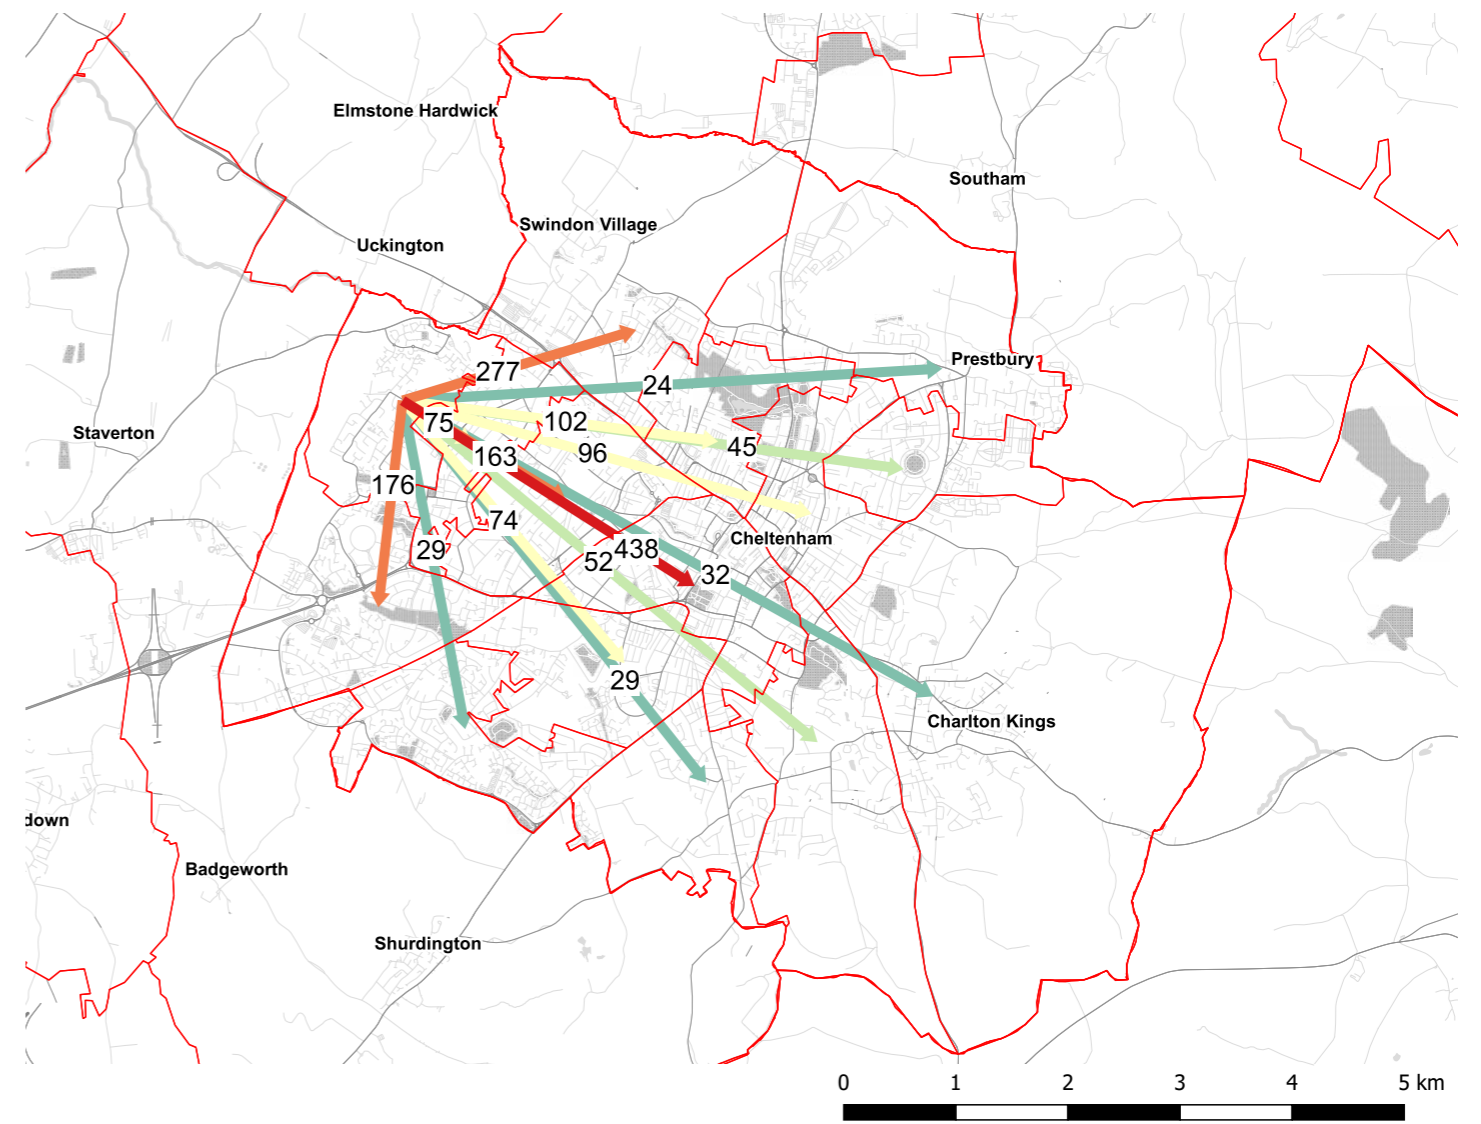 Elmstone Hardwick
Southam
Swindon Village
Uckington
Prestbury
277
24
75
102
Staverton
45
96
163
176
74
Cheltenham
29
438
52
32
29
Charlton Kings
down
Badgeworth
Shurdington
0 1 2 3 4 5 km